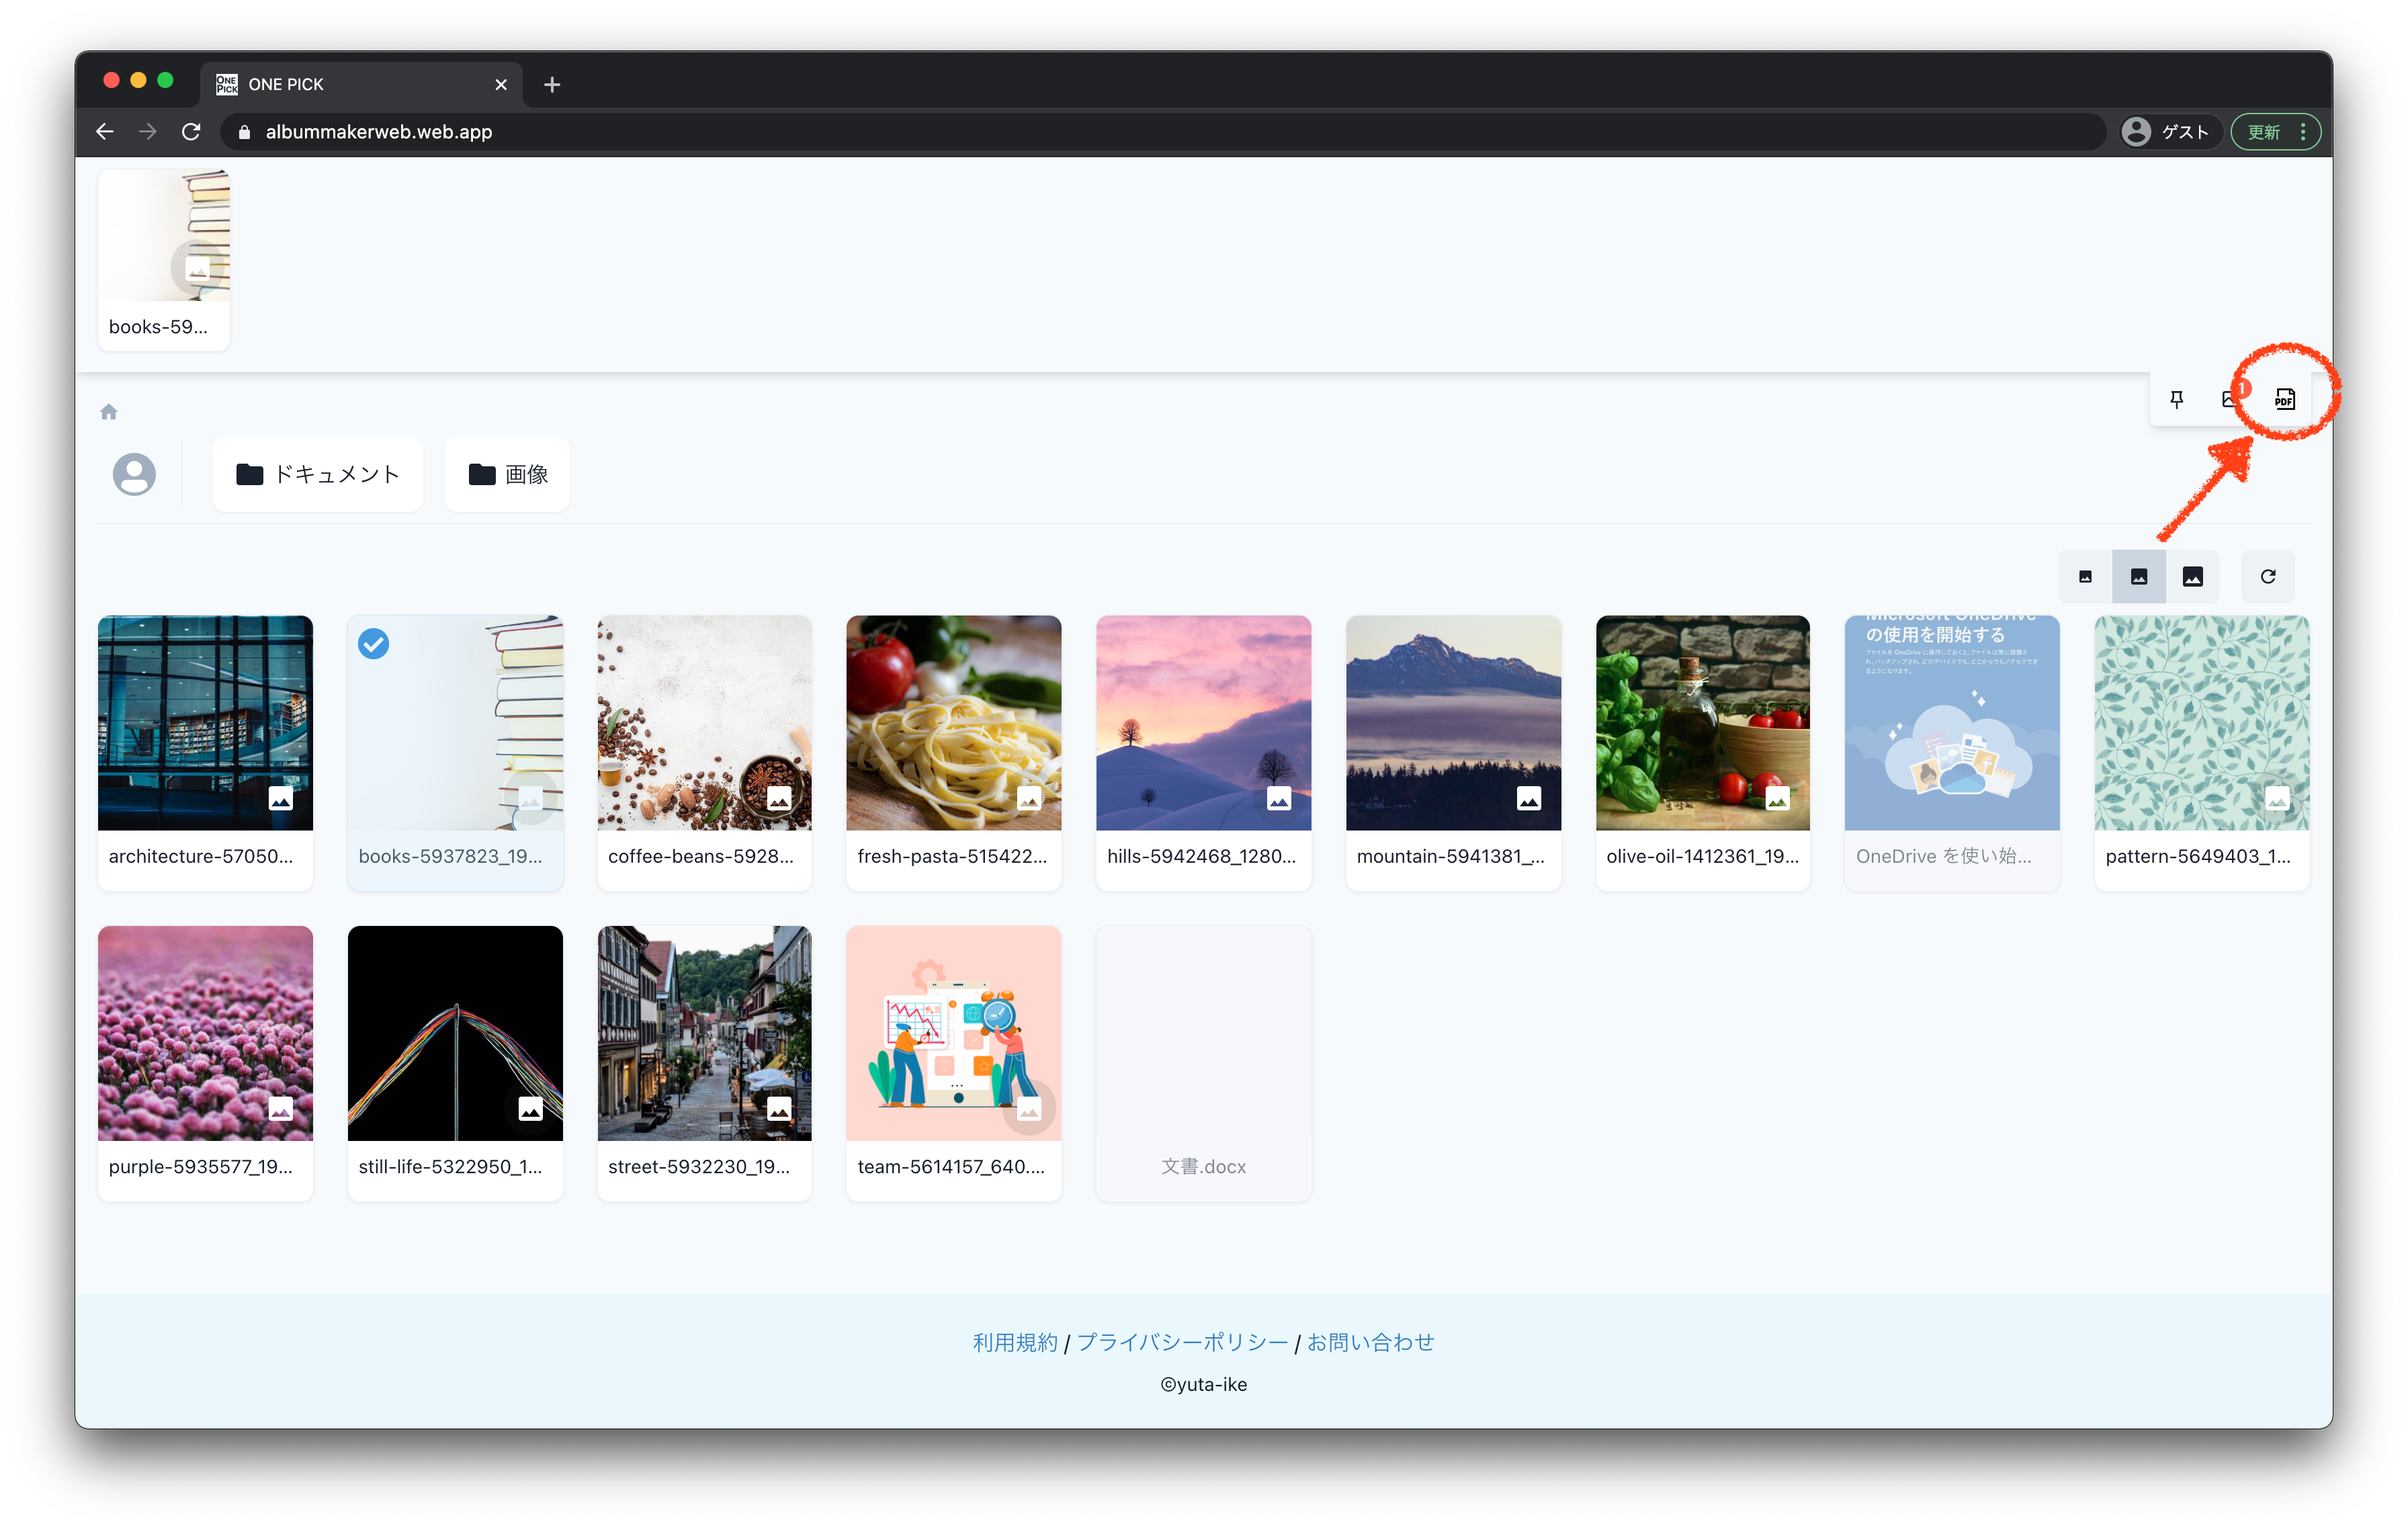 ONE PICK
ONE PICK
albummakerweb.web.app
ゲスト
更新
books-59...
1
PDF
ドキュメント
画像
Microsoft OneDrive
の使用を開始する
architecture-57050...
books-5937823_19...
coffee-beans-5928...
fresh-pasta-515422...
hills-5942468_1280...
mountain-5941381_...
olive-oil-1412361_19...
OneDrive を使い始...
pattern-5649403_1...
purple-5935577_19...
still-life-5322950_1...
street-5932230_19...
team-5614157_640....
文書.docx
利用規約 / プライバシーポリシー / お問い合わせ
©yuta-ike